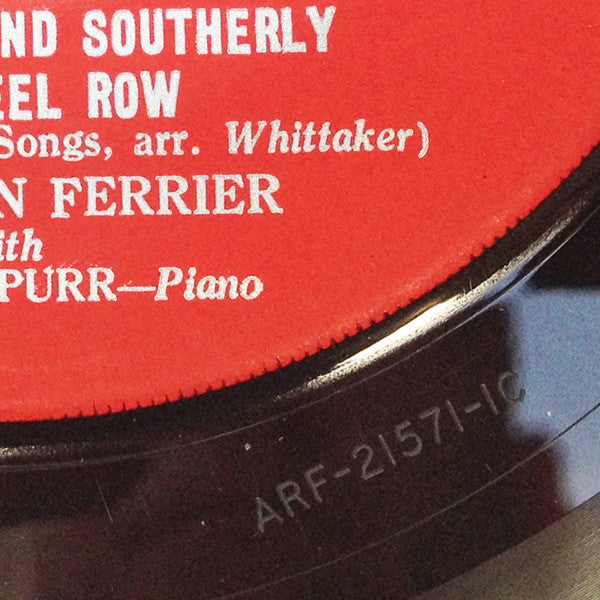 ND SOUTHERLY
EEL ROW
Songs, arr. Whittaker)
N FERRIER
ith
PURR—Piano
ARF-21571-1C